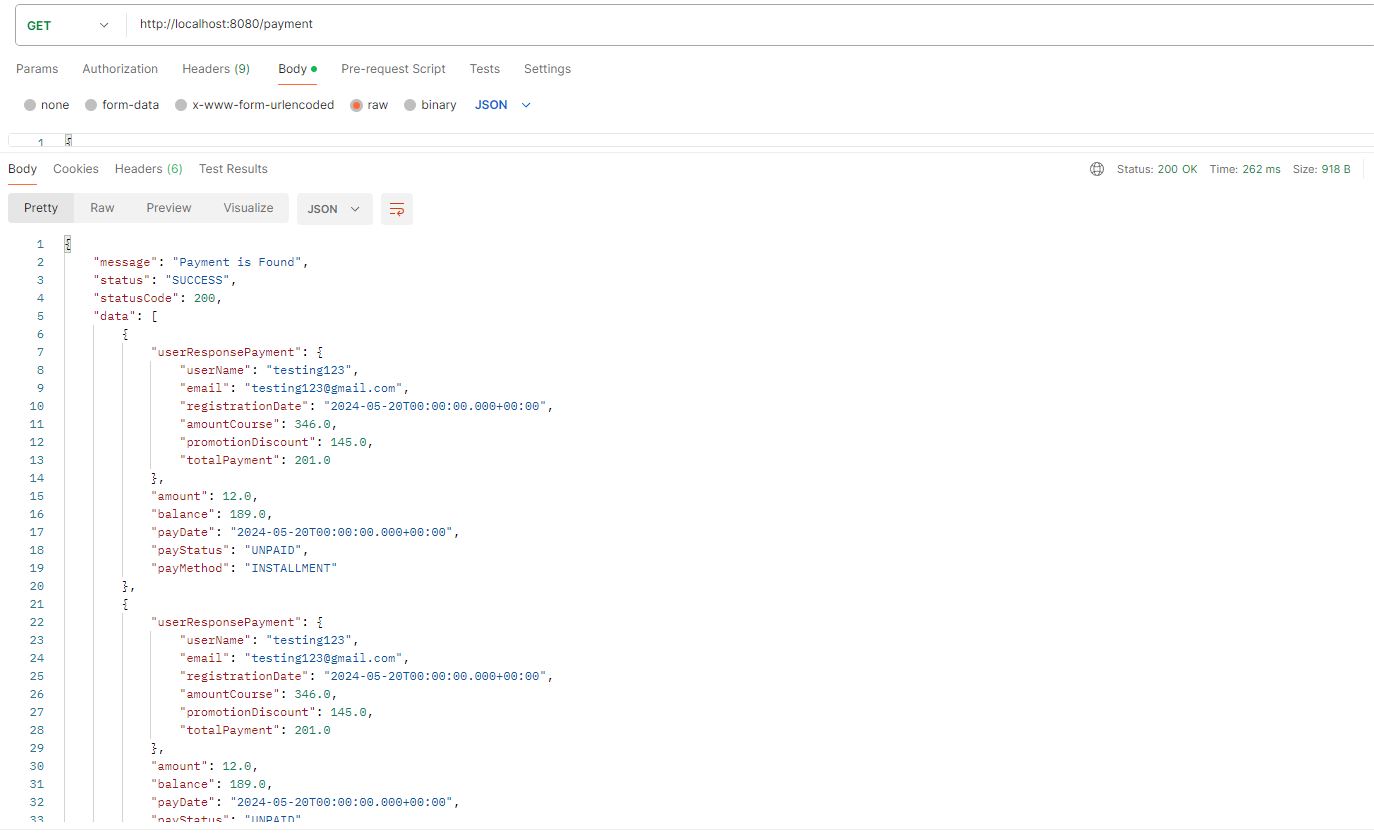 GET http://localhost:8080/payment
Params Authorization Headers (9) Body Pre-request Script Tests Settings
none form-data x-www-form-urlencoded raw binary JSON
1 {
Body Cookies Headers (6) Test Results Status: 200 OK Time: 262 ms Size: 918 B
Pretty Raw Preview Visualize JSON
1 {
2 "message": "Payment is Found",
3 "status": "SUCCESS",
4 "statusCode": 200,
5 "data": [
6 {
7 "userResponsePayment": {
8 "userName": "testing123",
9 "email": "testing123@gmail.com",
10 "registrationDate": "2024-05-20T00:00:00.000+00:00",
11 "amountCourse": 346.0,
12 "promotionDiscount": 145.0,
13 "totalPayment": 201.0
14 },
15 "amount": 12.0,
16 "balance": 189.0,
17 "payDate": "2024-05-20T00:00:00.000+00:00",
18 "payStatus": "UNPAID",
19 "payMethod": "INSTALLMENT"
20 },
21 {
22 "userResponsePayment": {
23 "userName": "testing123",
24 "email": "testing123@gmail.com",
25 "registrationDate": "2024-05-20T00:00:00.000+00:00",
26 "amountCourse": 346.0,
27 "promotionDiscount": 145.0,
28 "totalPayment": 201.0
29 },
30 "amount": 12.0,
31 "balance": 189.0,
32 "payDate": "2024-05-20T00:00:00.000+00:00",
33 "payStatus": "UNPAID"